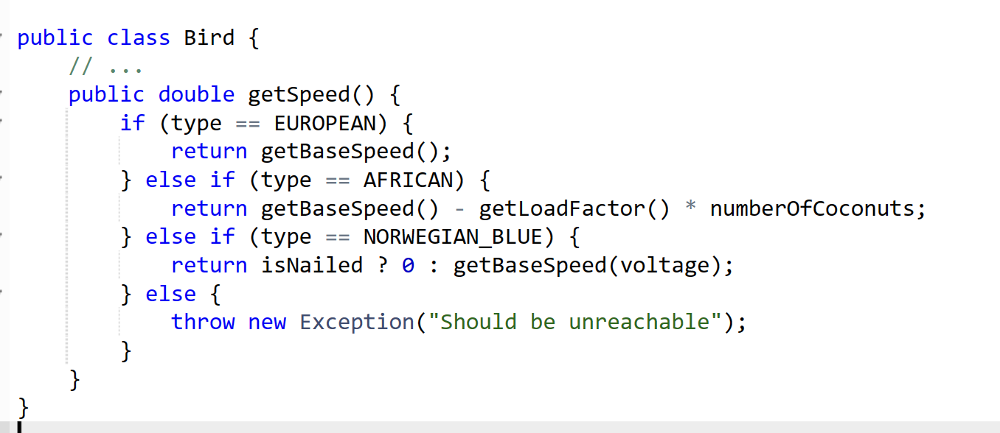 public class Bird {
    // ...
    public double getSpeed() {
        if (type == EUROPEAN) {
            return getBaseSpeed();
        } else if (type == AFRICAN) {
            return getBaseSpeed() - getLoadFactor() * numberOfCoconuts;
        } else if (type == NORWEGIAN_BLUE) {
            return isNailed ? 0 : getBaseSpeed(voltage);
        } else {
            throw new Exception("Should be unreachable");
        }
    }
}